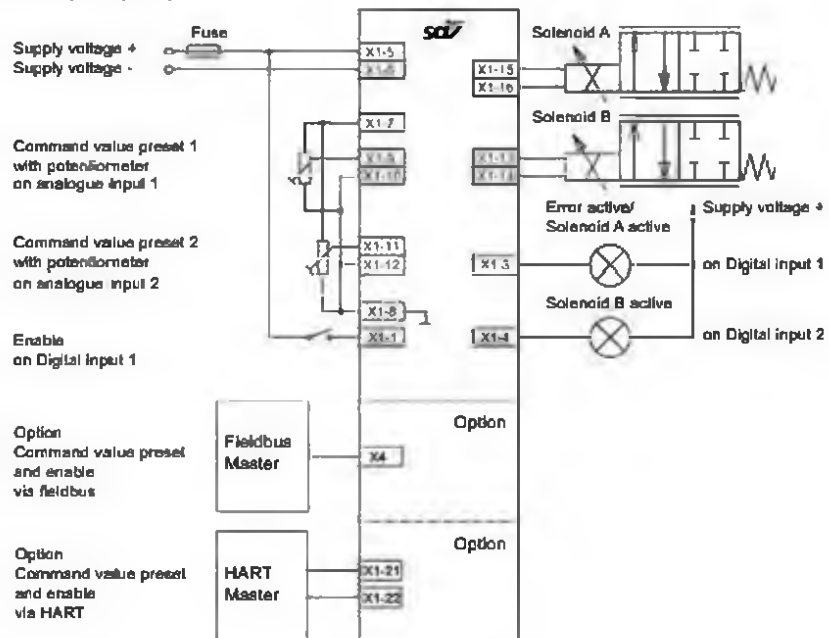 Fuse
Supply voltage +
Supply voltage -
X1-5
X1-6
X1-7
Command value preset 1
with potentiometer
on analogue input 1
X1-9
X1-10
Command value preset 2
with potentiometer
on analogue input 2
X1-11
X1-12
X1-8
Enable
on Digital input 1
X1-1
Solenoid A
X1-15
X1-16
Solenoid B
X1-13
X1-14
Error active/
Solenoid A active
Supply voltage +
X1-3
on Digital input 1
Solenoid B active
X1-4
on Digital input 2
Option
Option
Command value preset
and enable
via fieldbus
Fieldbus
Master
X4
Option
Option
Command value preset
and enable
via HART
HART
Master
X1-21
X1-22